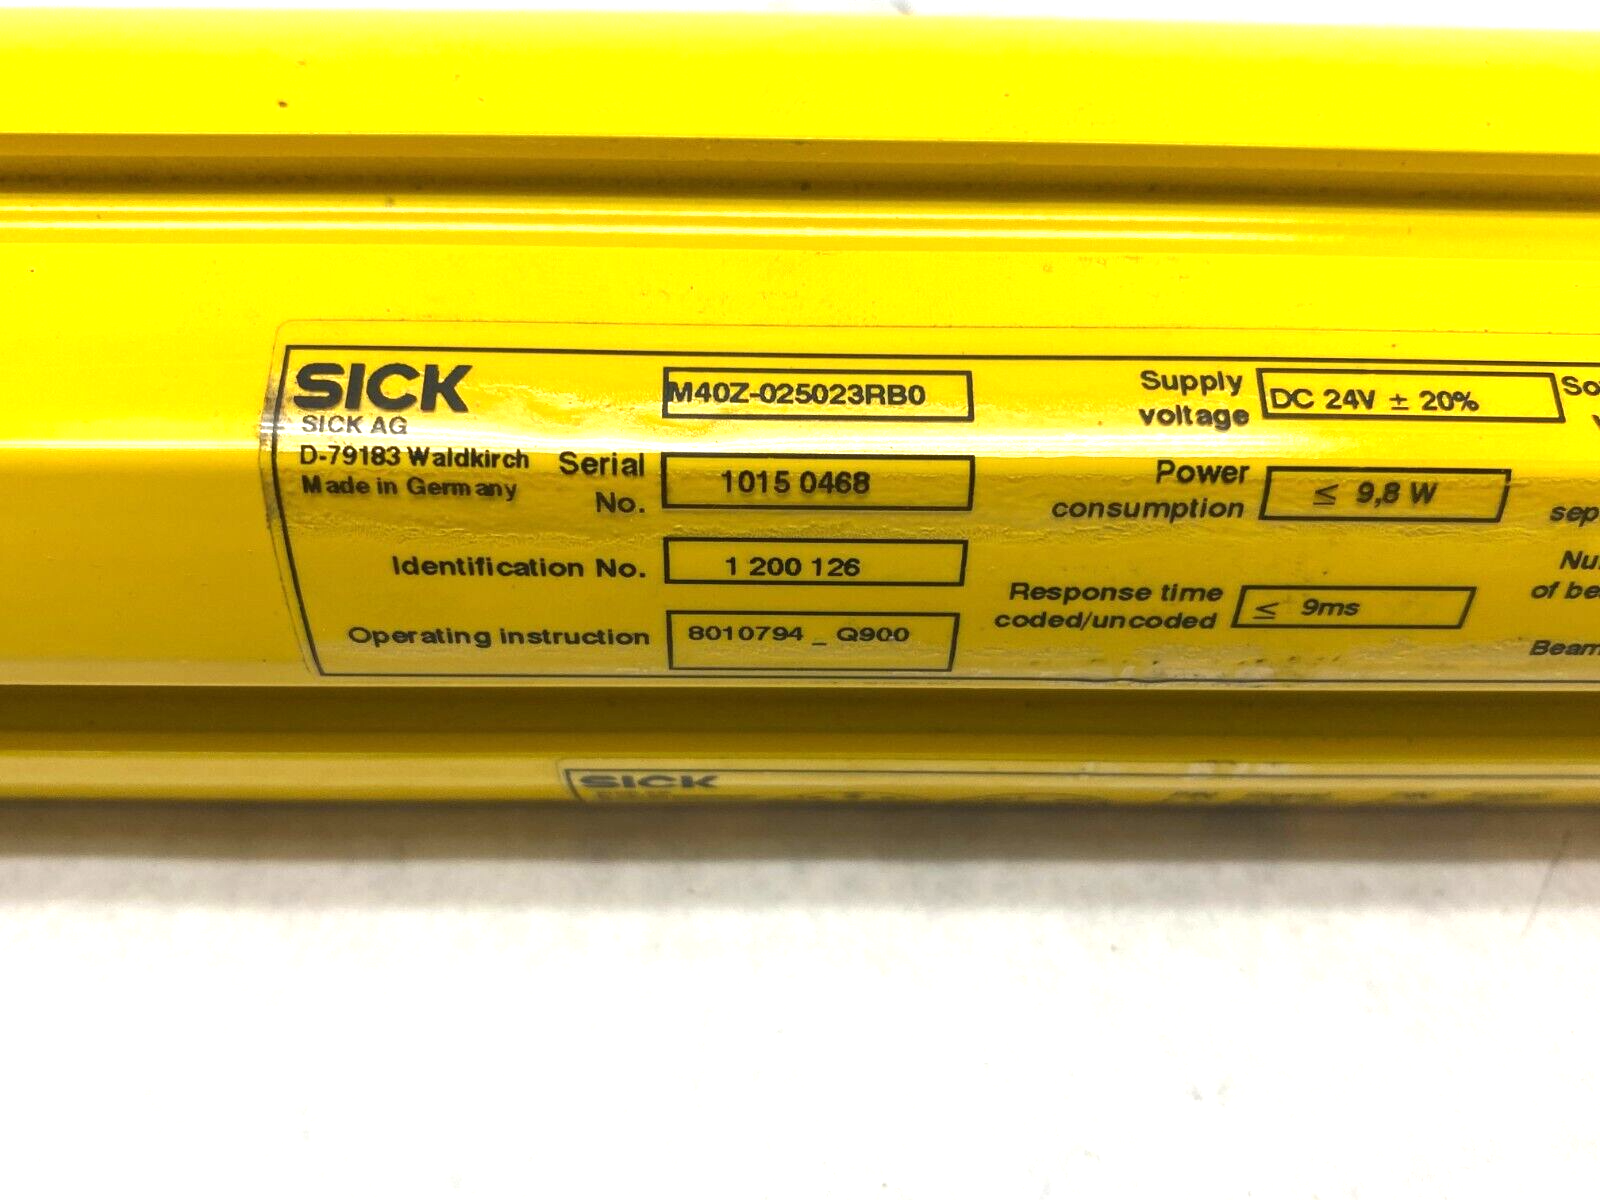 SICK
SICK AG
D-79183 Waldkirch
Made in Germany
M40Z-025023RB0
Serial
No.
1015 0468
Identification No.
1 200 126
Operating instruction
8010794 _ Q900
Supply
voltage
DC 24V ± 20%
Power
consumption
≤ 9,8 W
Response time
coded/uncoded
≤ 9ms
of
Beam
SICK